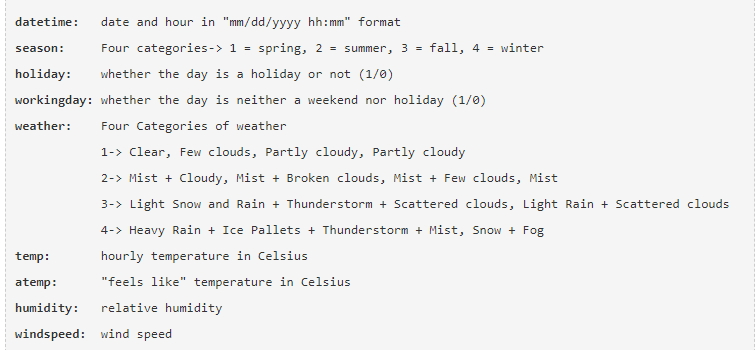 datetime: date and hour in "mm/dd/yyyy hh:mm" format
season: Four categories-> 1 = spring, 2 = summer, 3 = fall, 4 = winter
holiday: whether the day is a holiday or not (1/0)
workingday: whether the day is neither a weekend nor holiday (1/0)
weather: Four Categories of weather
1-> Clear, Few clouds, Partly cloudy, Partly cloudy
2-> Mist + Cloudy, Mist + Broken clouds, Mist + Few clouds, Mist
3-> Light Snow and Rain + Thunderstorm + Scattered clouds, Light Rain + Scattered clouds
4-> Heavy Rain + Ice Pallets + Thunderstorm + Mist, Snow + Fog
temp: hourly temperature in Celsius
atemp: "feels like" temperature in Celsius
humidity: relative humidity
windspeed: wind speed